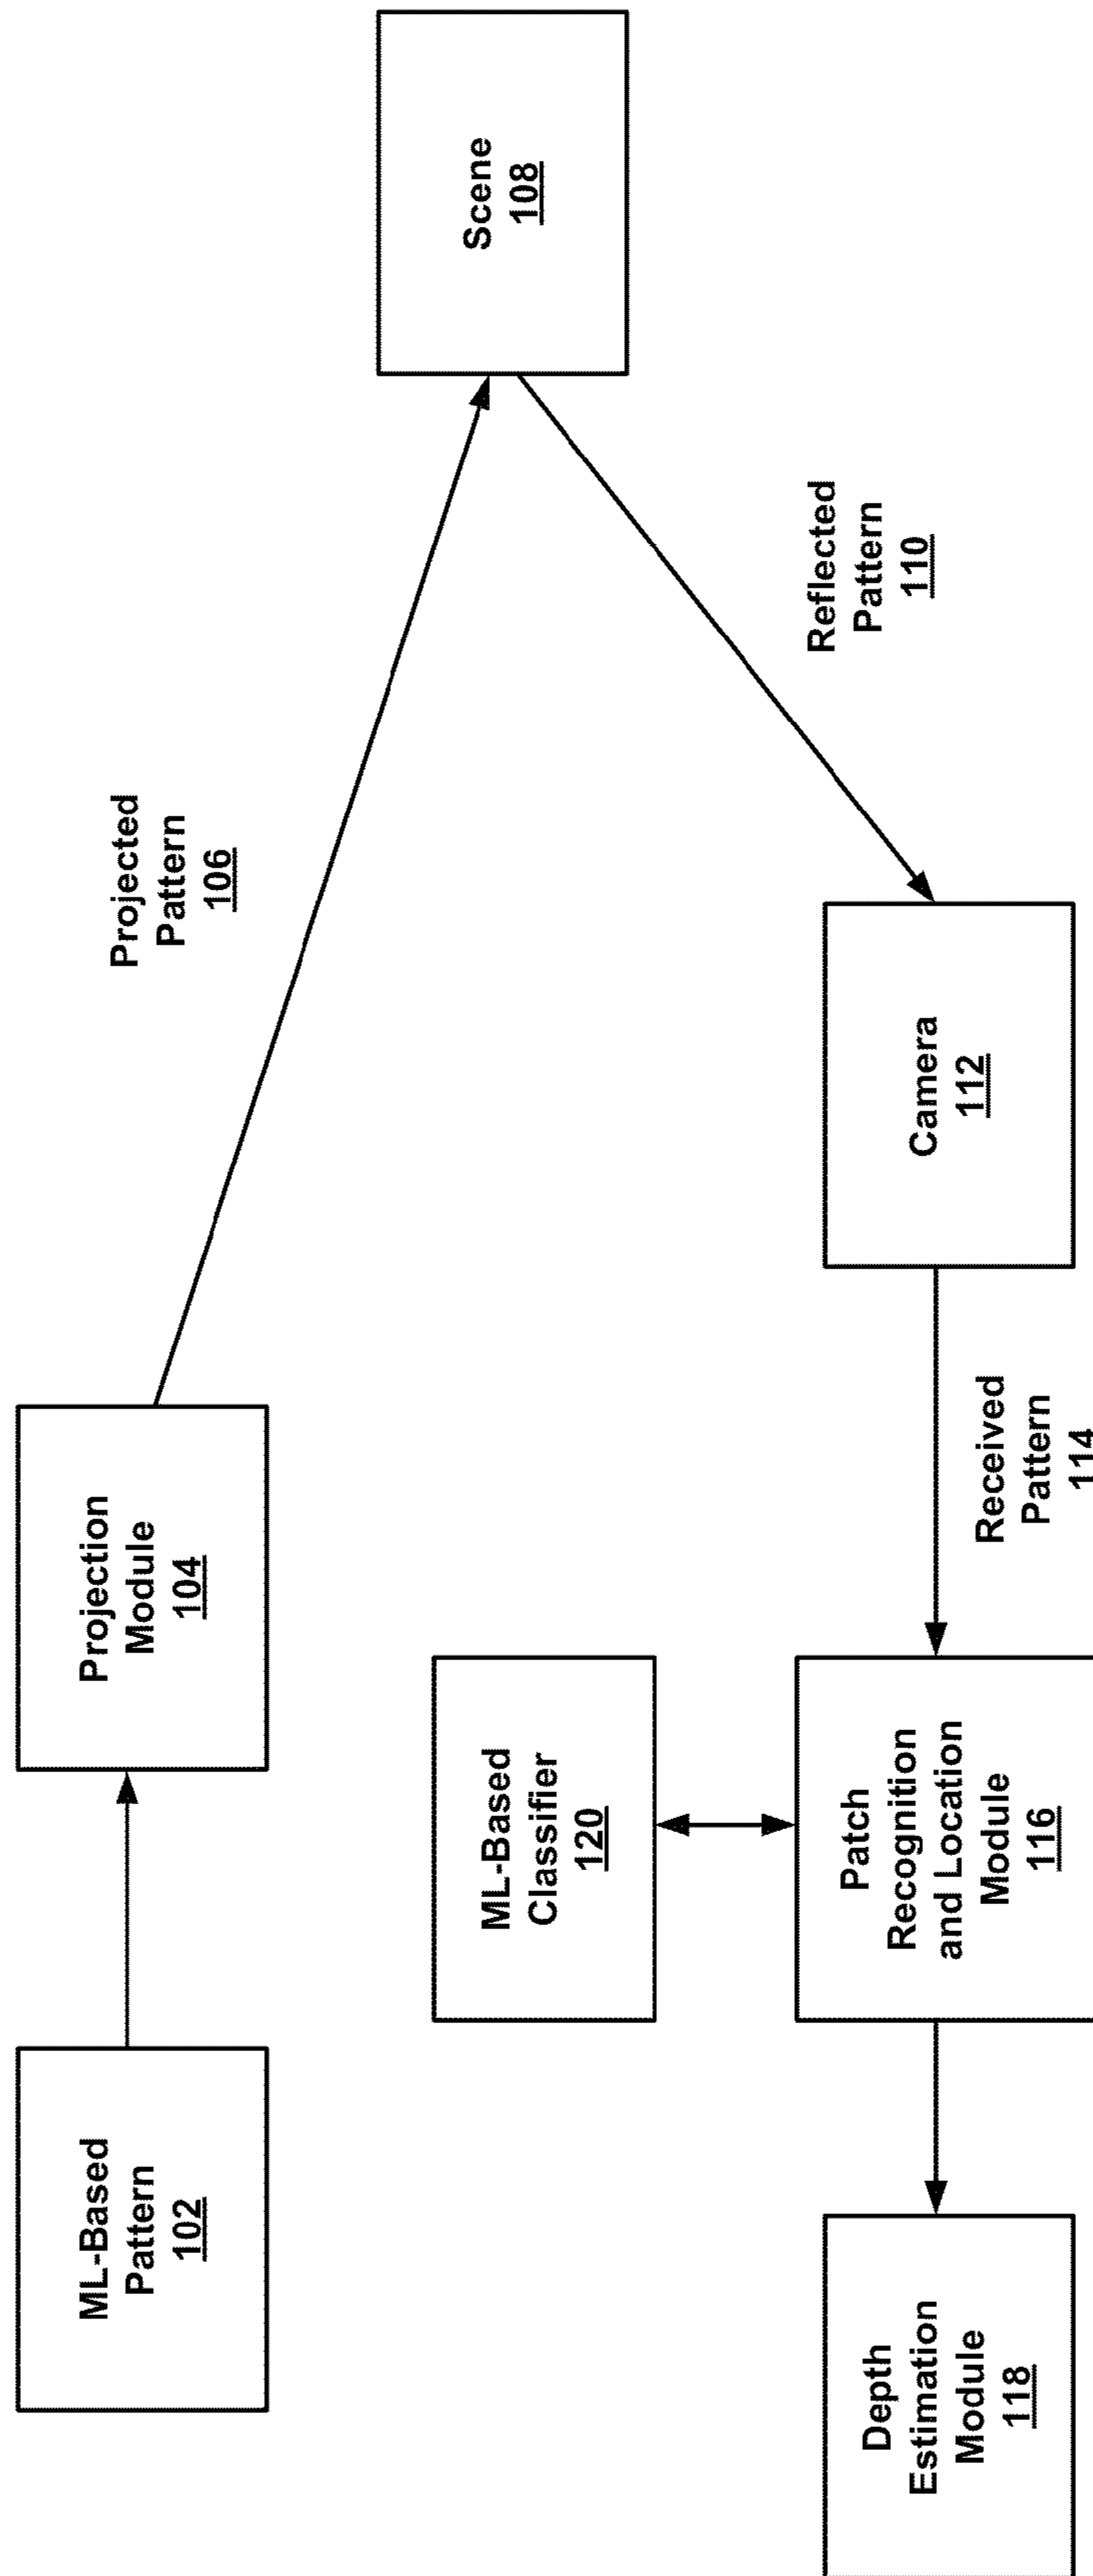 ML-Based
Pattern
102
Projection
Module
104
Projected
Pattern
106
Scene
108
Reflected
Pattern
110
Camera
112
Received
Pattern
114
ML-Based
Classifier
120
Patch
Recognition
and Location
Module
116
Depth
Estimation
Module
118